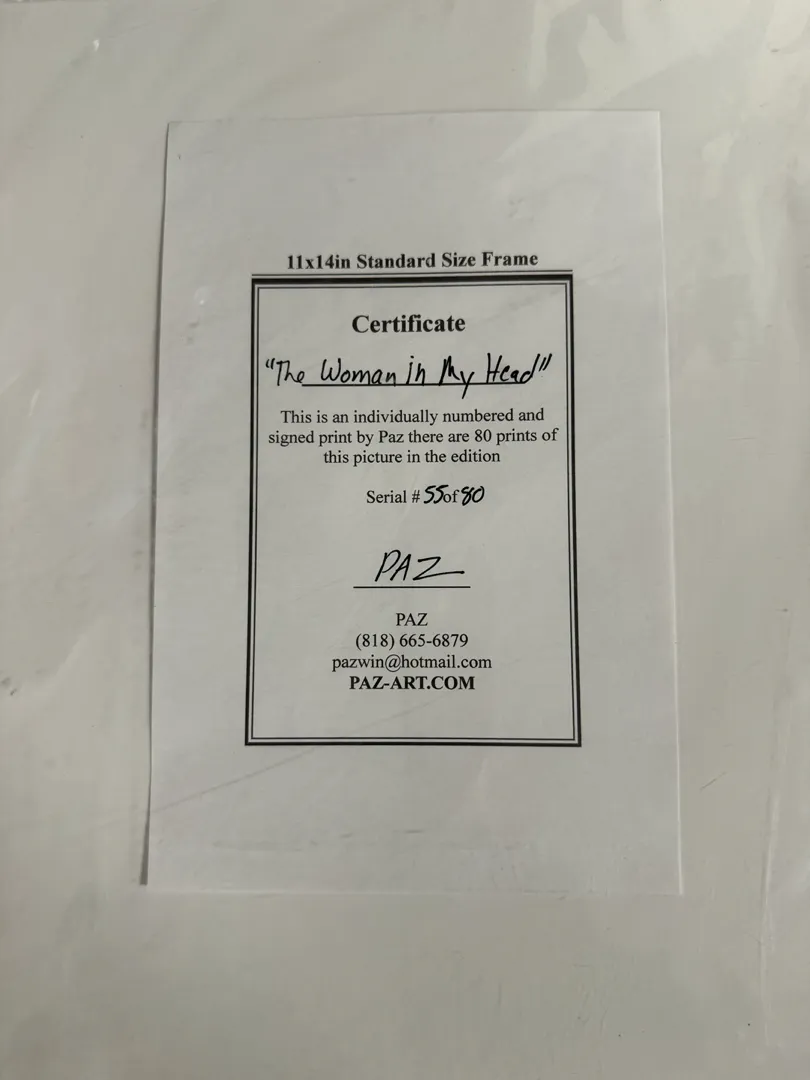 11x14in Standard Size Frame
Certificate
"The Woman in My Head"
This is an individually numbered and
signed print by Paz there are 80 prints of
this picture in the edition
Serial # 55 of 80
PAZ
PAZ
(818) 665-6879
pazwin@hotmail.com
PAZ-ART.COM